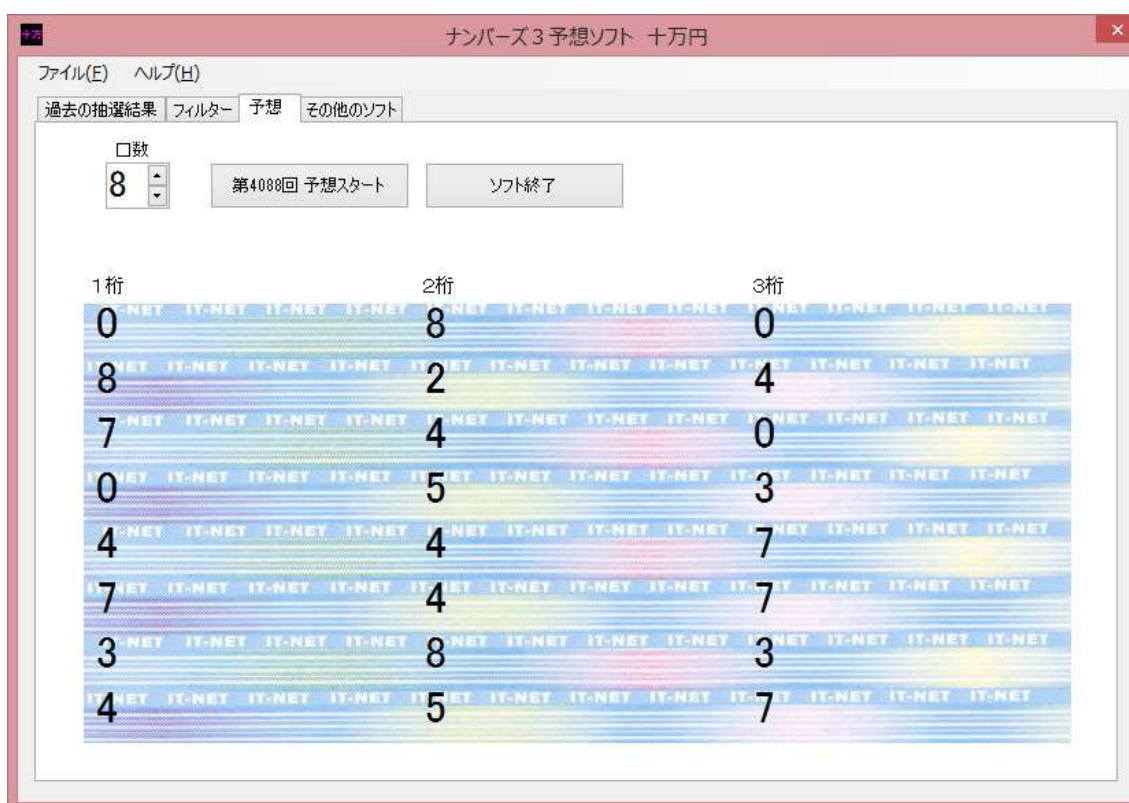 十万 ナンバーズ3予想ソフト 十万円 ×
ファイル(F) ヘルプ(H)
過去の抽選結果 フィルター 予想 その他のソフト
口数
8 第4088回 予想スタート ソフト終了
1桁 2桁 3桁
0 8 0
8 2 4
7 4 0
0 5 3
4 4 7
7 4 7
3 8 3
4 5 7